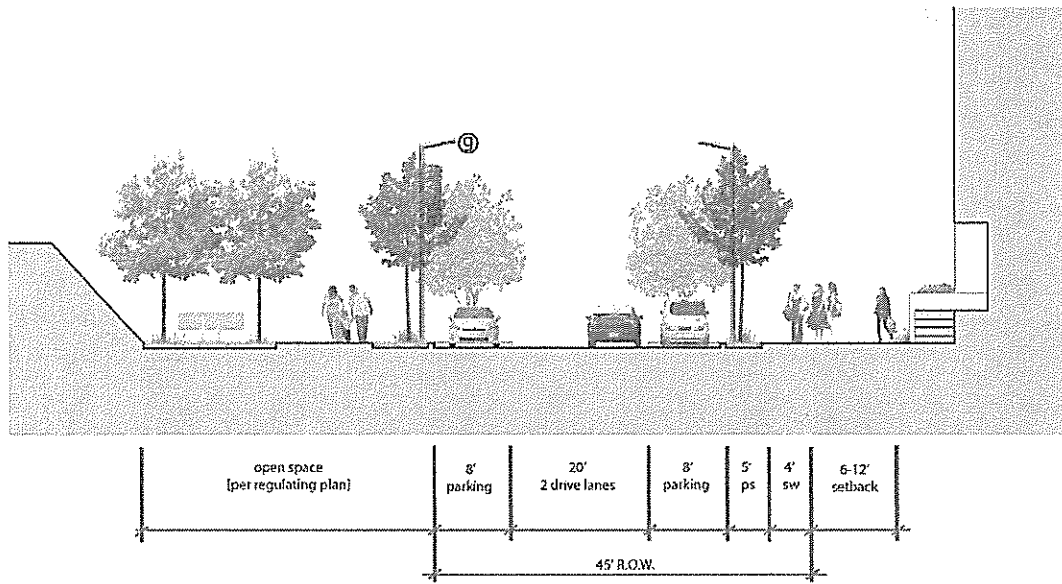 g
open space
[per regulating plan]
8'
parking
20'
2 drive lanes
8'
parking
5'
ps
4'
sw
6-12'
setback
45' R.O.W.